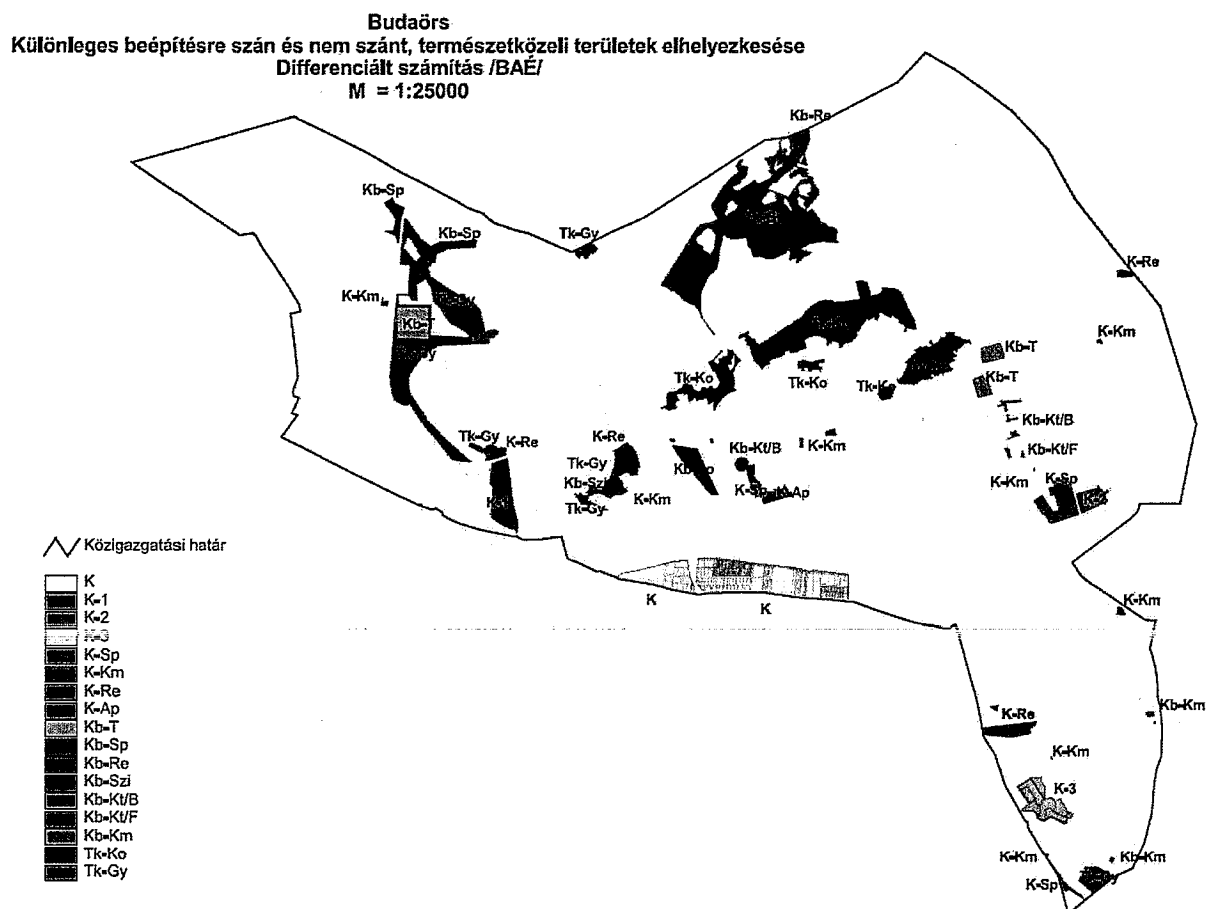 Budaörs
Különleges beépítésre szán és nem szánt, természetközeli területek elhelyezkesése
Differenciált számítás /BAÉ/
M = 1:25000
Kb-Re
Kb-Sp
Kb-Sp
Tk-Gy
K-Re
K-Km
Kb-T
K-Km
Kb-T
Tk-Ko
Tk-Ko
Tk-Ko
Kb-T
Kb-Kt/B
Kb-Kt/F
Tk-Gy
K-Re
K-Re
Tk-Gy
Kb-Szi
Tk-Gy
K-Km
Kb-Kt/B
K-Km
K-Sp
K-Ap
K-Km
K-Sp
Közigazgatási határ
K
K
K-Km
K
K-1
K-2
K-3
K-Sp
K-Km
K-Re
K-Ap
Kb-T
Kb-Sp
Kb-Re
Kb-Szi
Kb-Kt/B
Kb-Kt/F
Kb-Km
Tk-Ko
Tk-Gy
K-Re
Kb-Km
K-Km
K-3
K-Km
Kb-Km
K-Sp